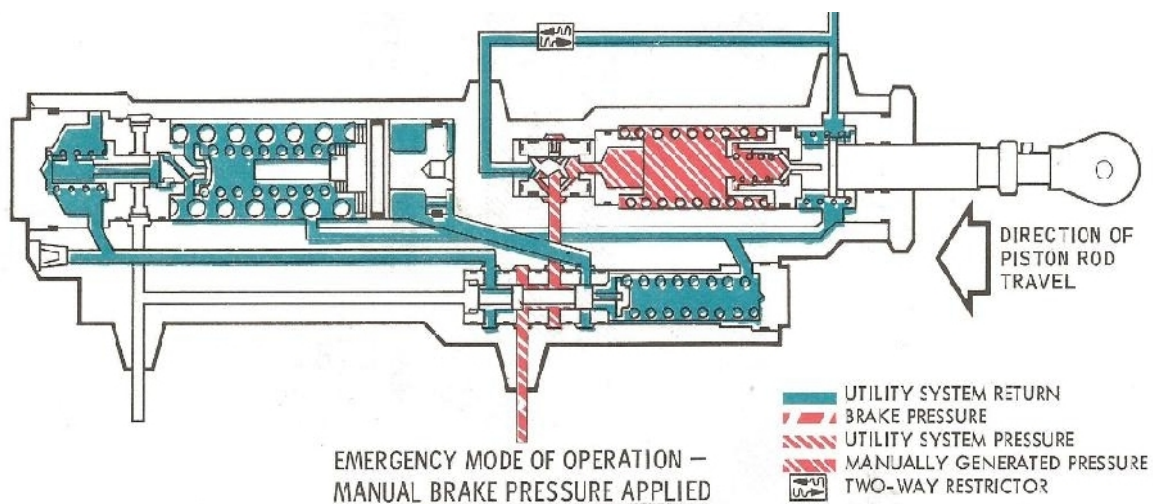 DIRECTION OF
PISTON ROD
TRAVEL
EMERGENCY MODE OF OPERATION —
MANUAL BRAKE PRESSURE APPLIED
UTILITY SYSTEM RETURN
BRAKE PRESSURE
UTILITY SYSTEM PRESSURE
MANUALLY GENERATED PRESSURE
TWO-WAY RESTRICTOR